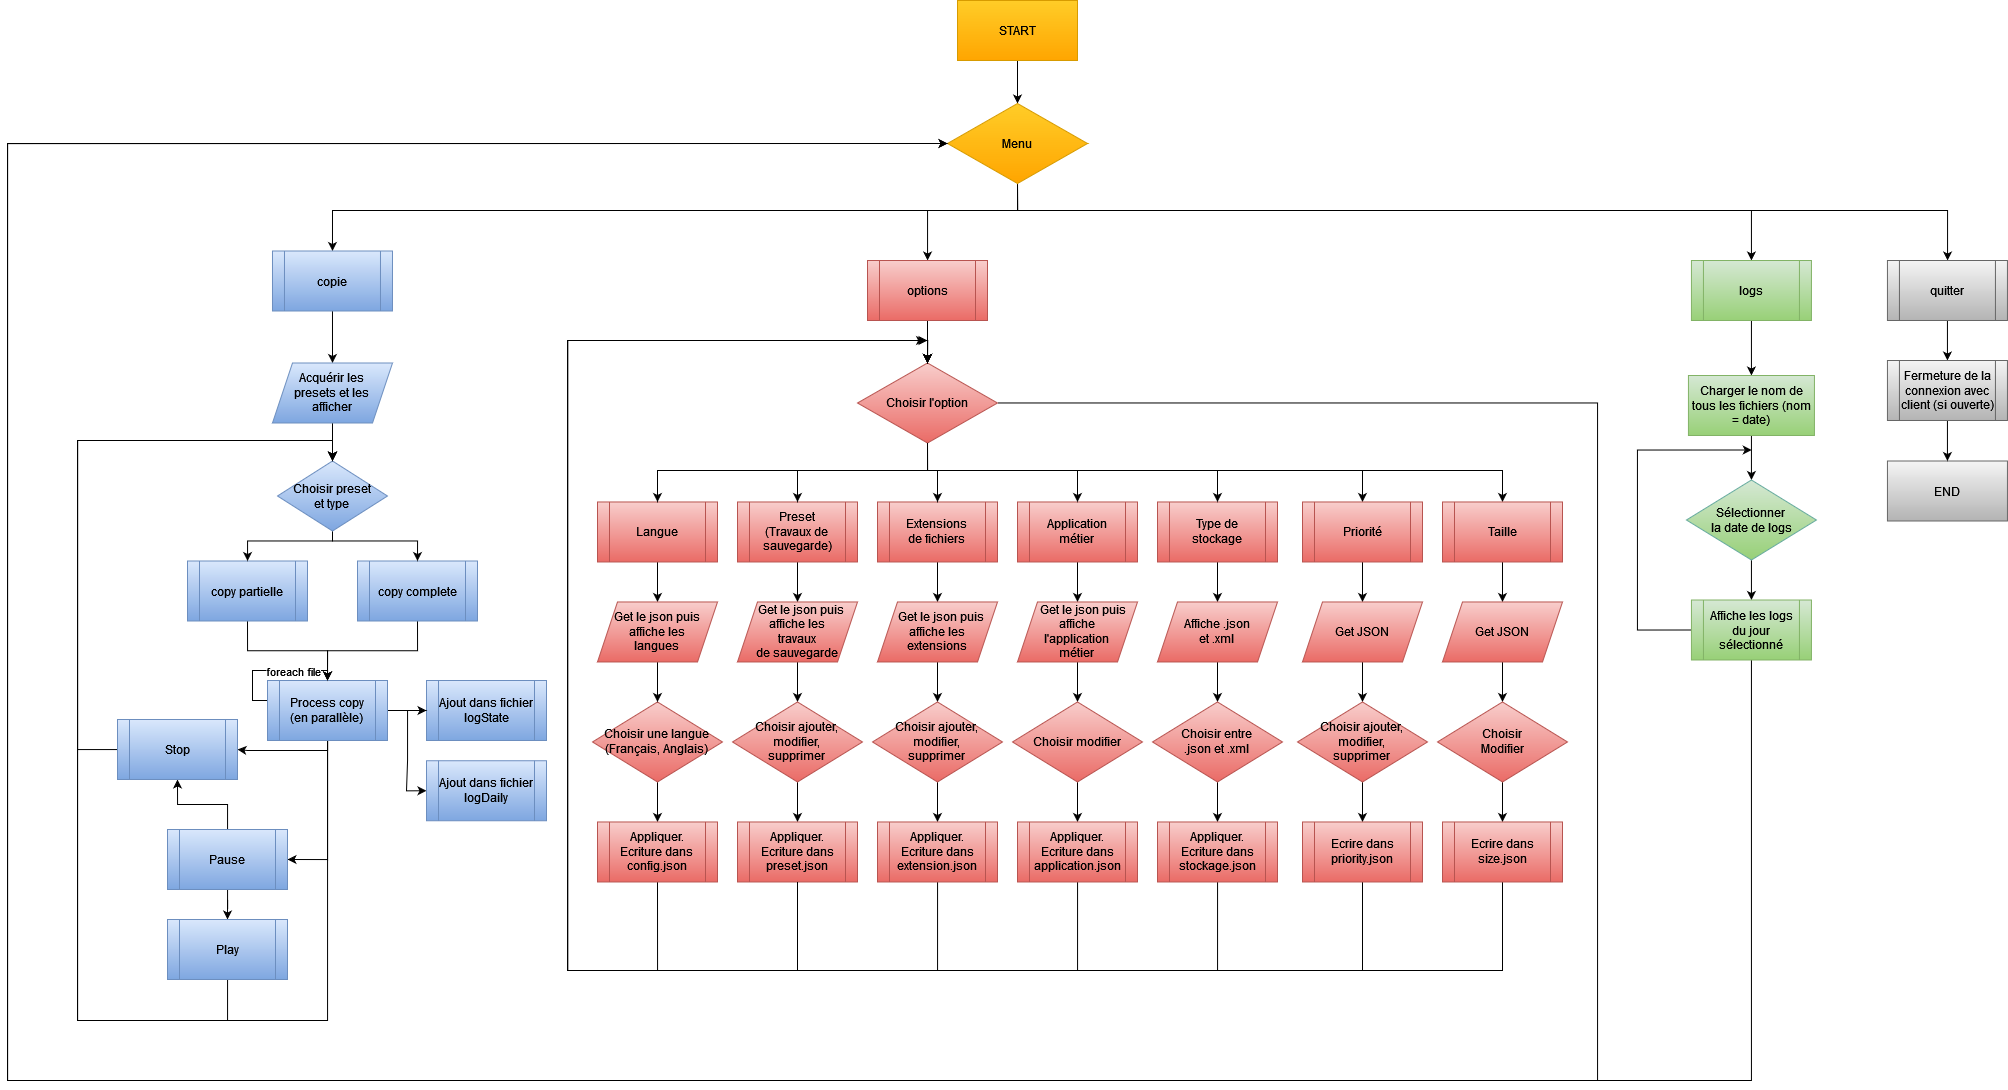 START
Menu
copie
options
logs
quitter
Acquérir les
presets et les
afficher
Choisir l'option
Charger le nom de
tous les fichiers (nom
= date)
Fermeture de la
connexion avec
client (si ouverte)
Choisir preset
et type
Sélectionner
la date de logs
END
copy partielle
copy complete
Langue
Preset
(Travaux de
sauvegarde)
Extensions
de fichiers
Application
métier
Type de
stockage
Priorité
Taille
Get le json puis
affiche les
langues
Get le json puis
affiche les
travaux
de sauvegarde
Get le json puis
affiche les
extensions
Get le json puis
affiche
l'application
métier
Affiche .json
et .xml
Get JSON
Get JSON
Affiche les logs
du jour
sélectionné
foreach file
Process copy
(en parallèle)
Ajout dans fichier
logState
Ajout dans fichier
logDaily
Stop
Pause
Play
Choisir une langue
(Français, Anglais)
Choisir ajouter,
modifier,
supprimer
Choisir ajouter,
modifier,
supprimer
Choisir modifier
Choisir entre
.json et .xml
Choisir ajouter,
modifier,
supprimer
Choisir
Modifier
Appliquer.
Ecriture dans
config.json
Appliquer.
Ecriture dans
preset.json
Appliquer.
Ecriture dans
extension.json
Appliquer.
Ecriture dans
application.json
Appliquer.
Ecriture dans
stockage.json
Ecrire dans
priority.json
Ecrire dans
size.json